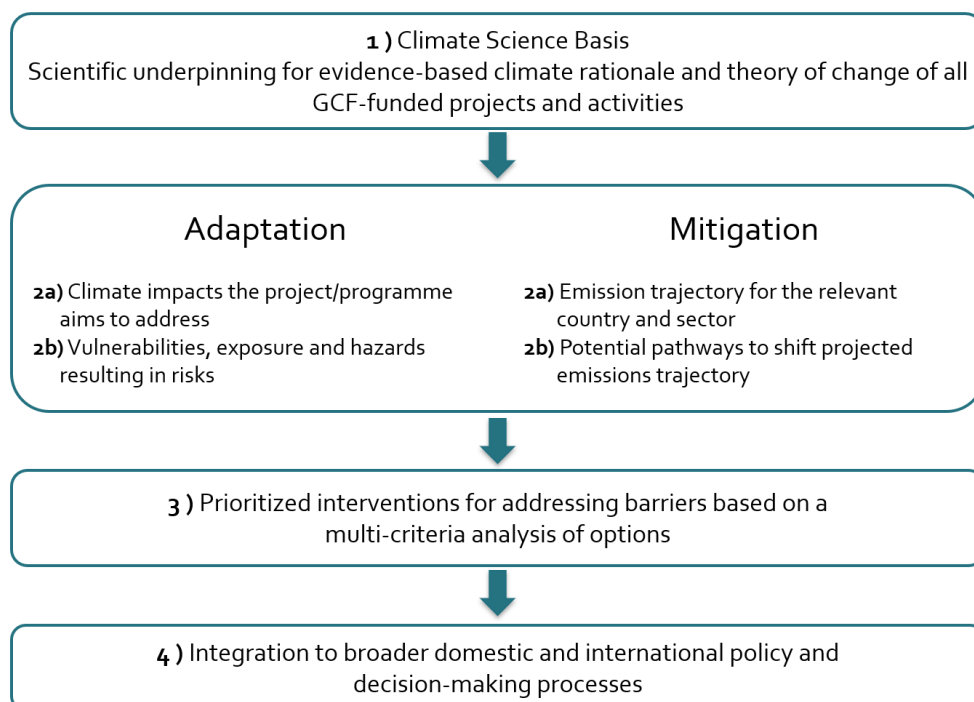 1 ) Climate Science Basis
Scientific underpinning for evidence-based climate rationale and theory of change of all
GCF-funded projects and activities
Adaptation
2a) Climate impacts the project/programme
aims to address
2b) Vulnerabilities, exposure and hazards
resulting in risks
Mitigation
2a) Emission trajectory for the relevant
country and sector
2b) Potential pathways to shift projected
emissions trajectory
3 ) Prioritized interventions for addressing barriers based on a
multi-criteria analysis of options
4 ) Integration to broader domestic and international policy and
decision-making processes